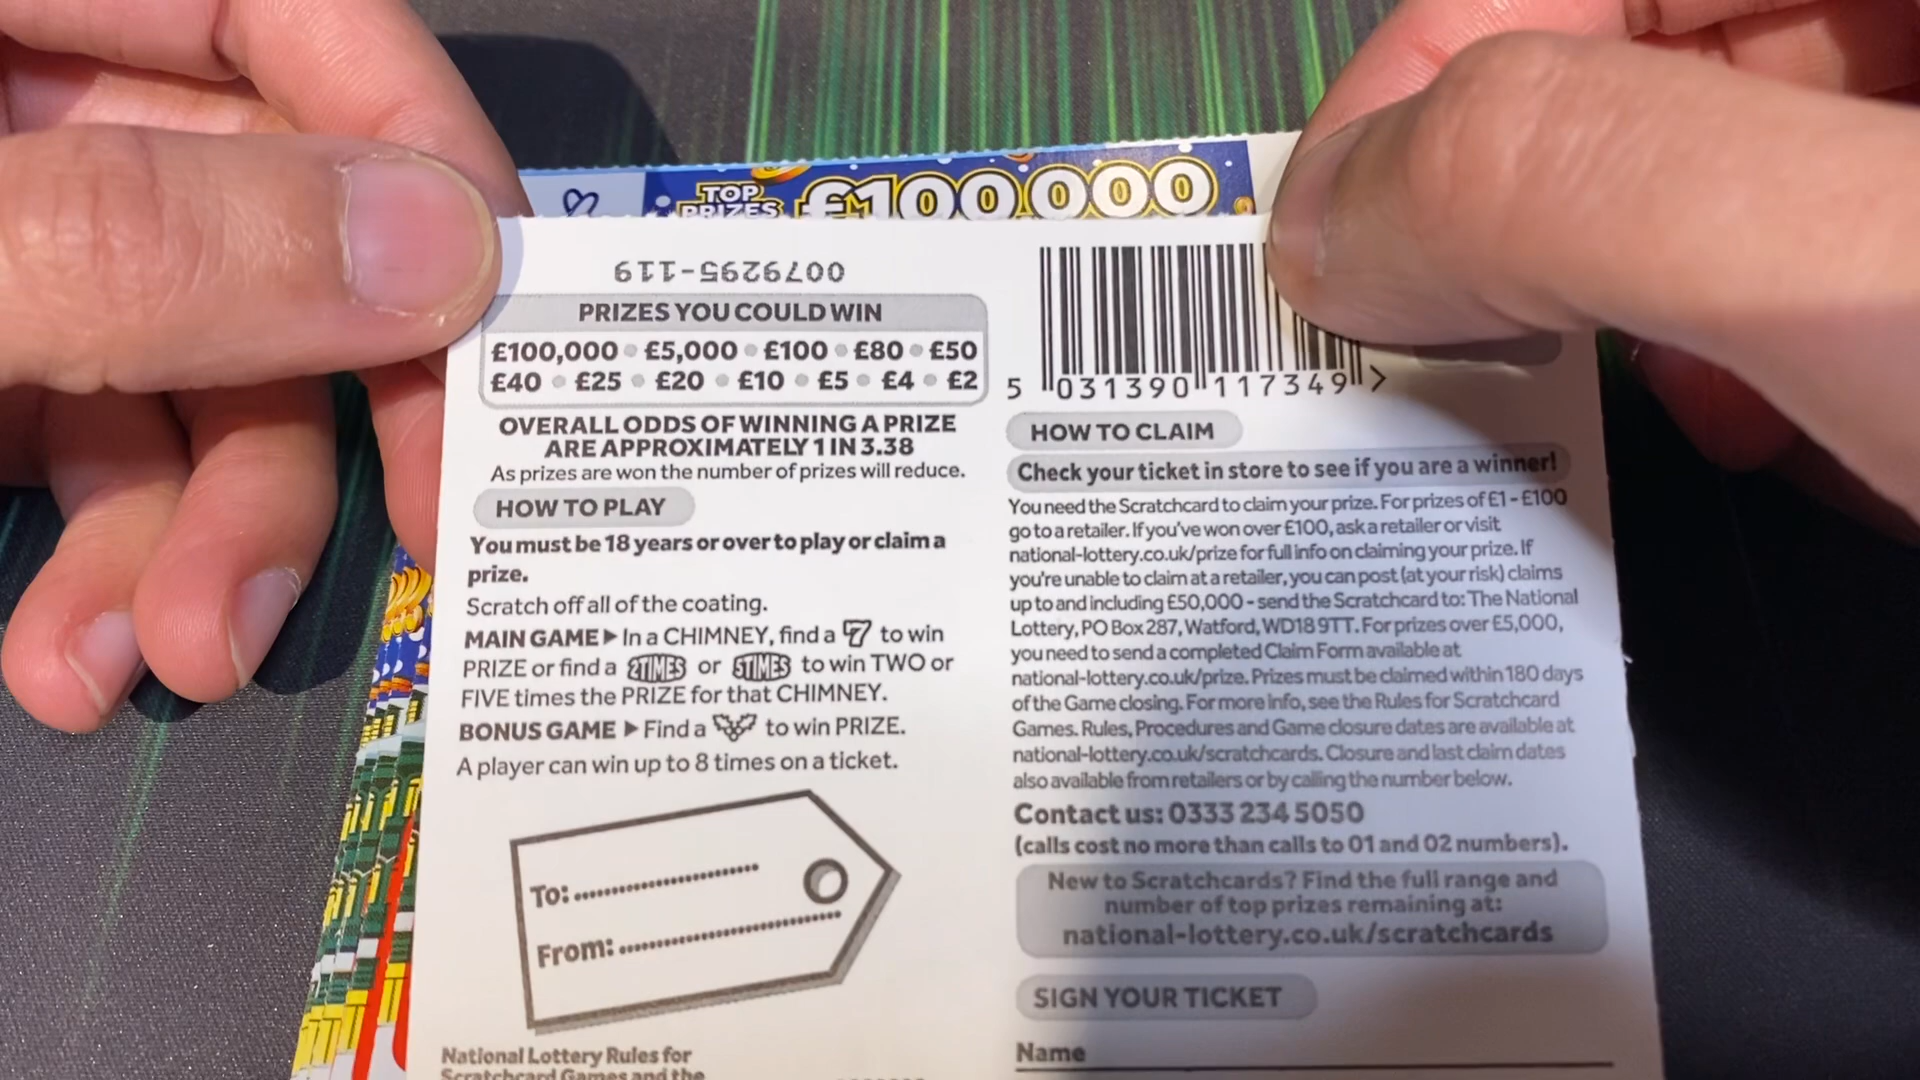 TOP
PRIZES £100,000
0079295-119
PRIZES YOU COULD WIN
£100,000 • £5,000 • £100 • £80 • £50
£40 • £25 • £20 • £10 • £5 • £4 • £2
OVERALL ODDS OF WINNING A PRIZE
ARE APPROXIMATELY 1 IN 3.38
As prizes are won the number of prizes will reduce.
HOW TO PLAY
You must be 18 years or over to play or claim a
prize.
Scratch off all of the coating.
MAIN GAME ▶ In a CHIMNEY, find a 7 to win
PRIZE or find a 2TIMES or 5TIMES to win TWO or
FIVE times the PRIZE for that CHIMNEY.
BONUS GAME ▶ Find a to win PRIZE.
A player can win up to 8 times on a ticket.
To:
From:
National Lottery Rules for
Scratchcard Games and the
5 031390 117349 >
HOW TO CLAIM
Check your ticket in store to see if you are a winner!
You need the Scratchcard to claim your prize. For prizes of £1 - £100
go to a retailer. If you've won over £100, ask a retailer or visit
national-lottery.co.uk/prize for full info on claiming your prize. If
you're unable to claim at a retailer, you can post (at your risk) claims
up to and including £50,000 - send the Scratchcard to: The National
Lottery, PO Box 287, Watford, WD18 9TT. For prizes over £5,000,
you need to send a completed Claim Form available at
national-lottery.co.uk/prize. Prizes must be claimed within 180 days
of the Game closing. For more info, see the Rules for Scratchcard
Games. Rules, Procedures and Game closure dates are available at
national-lottery.co.uk/scratchcards. Closure and last claim dates
also available from retailers or by calling the number below.
Contact us: 0333 234 5050
(calls cost no more than calls to 01 and 02 numbers).
New to Scratchcards? Find the full range and
number of top prizes remaining at:
national-lottery.co.uk/scratchcards
SIGN YOUR TICKET
Name